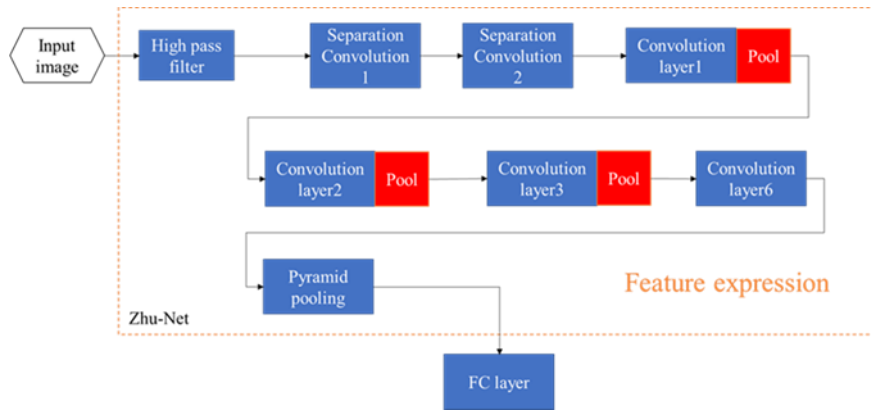 Input
image
High pass
filter
Separation
Convolution
1
Separation
Convolution
2
Convolution
layer1
Pool
Convolution
layer2
Pool
Convolution
layer3
Pool
Convolution
layer6
Pyramid
pooling
Feature expression
Zhu-Net
FC layer